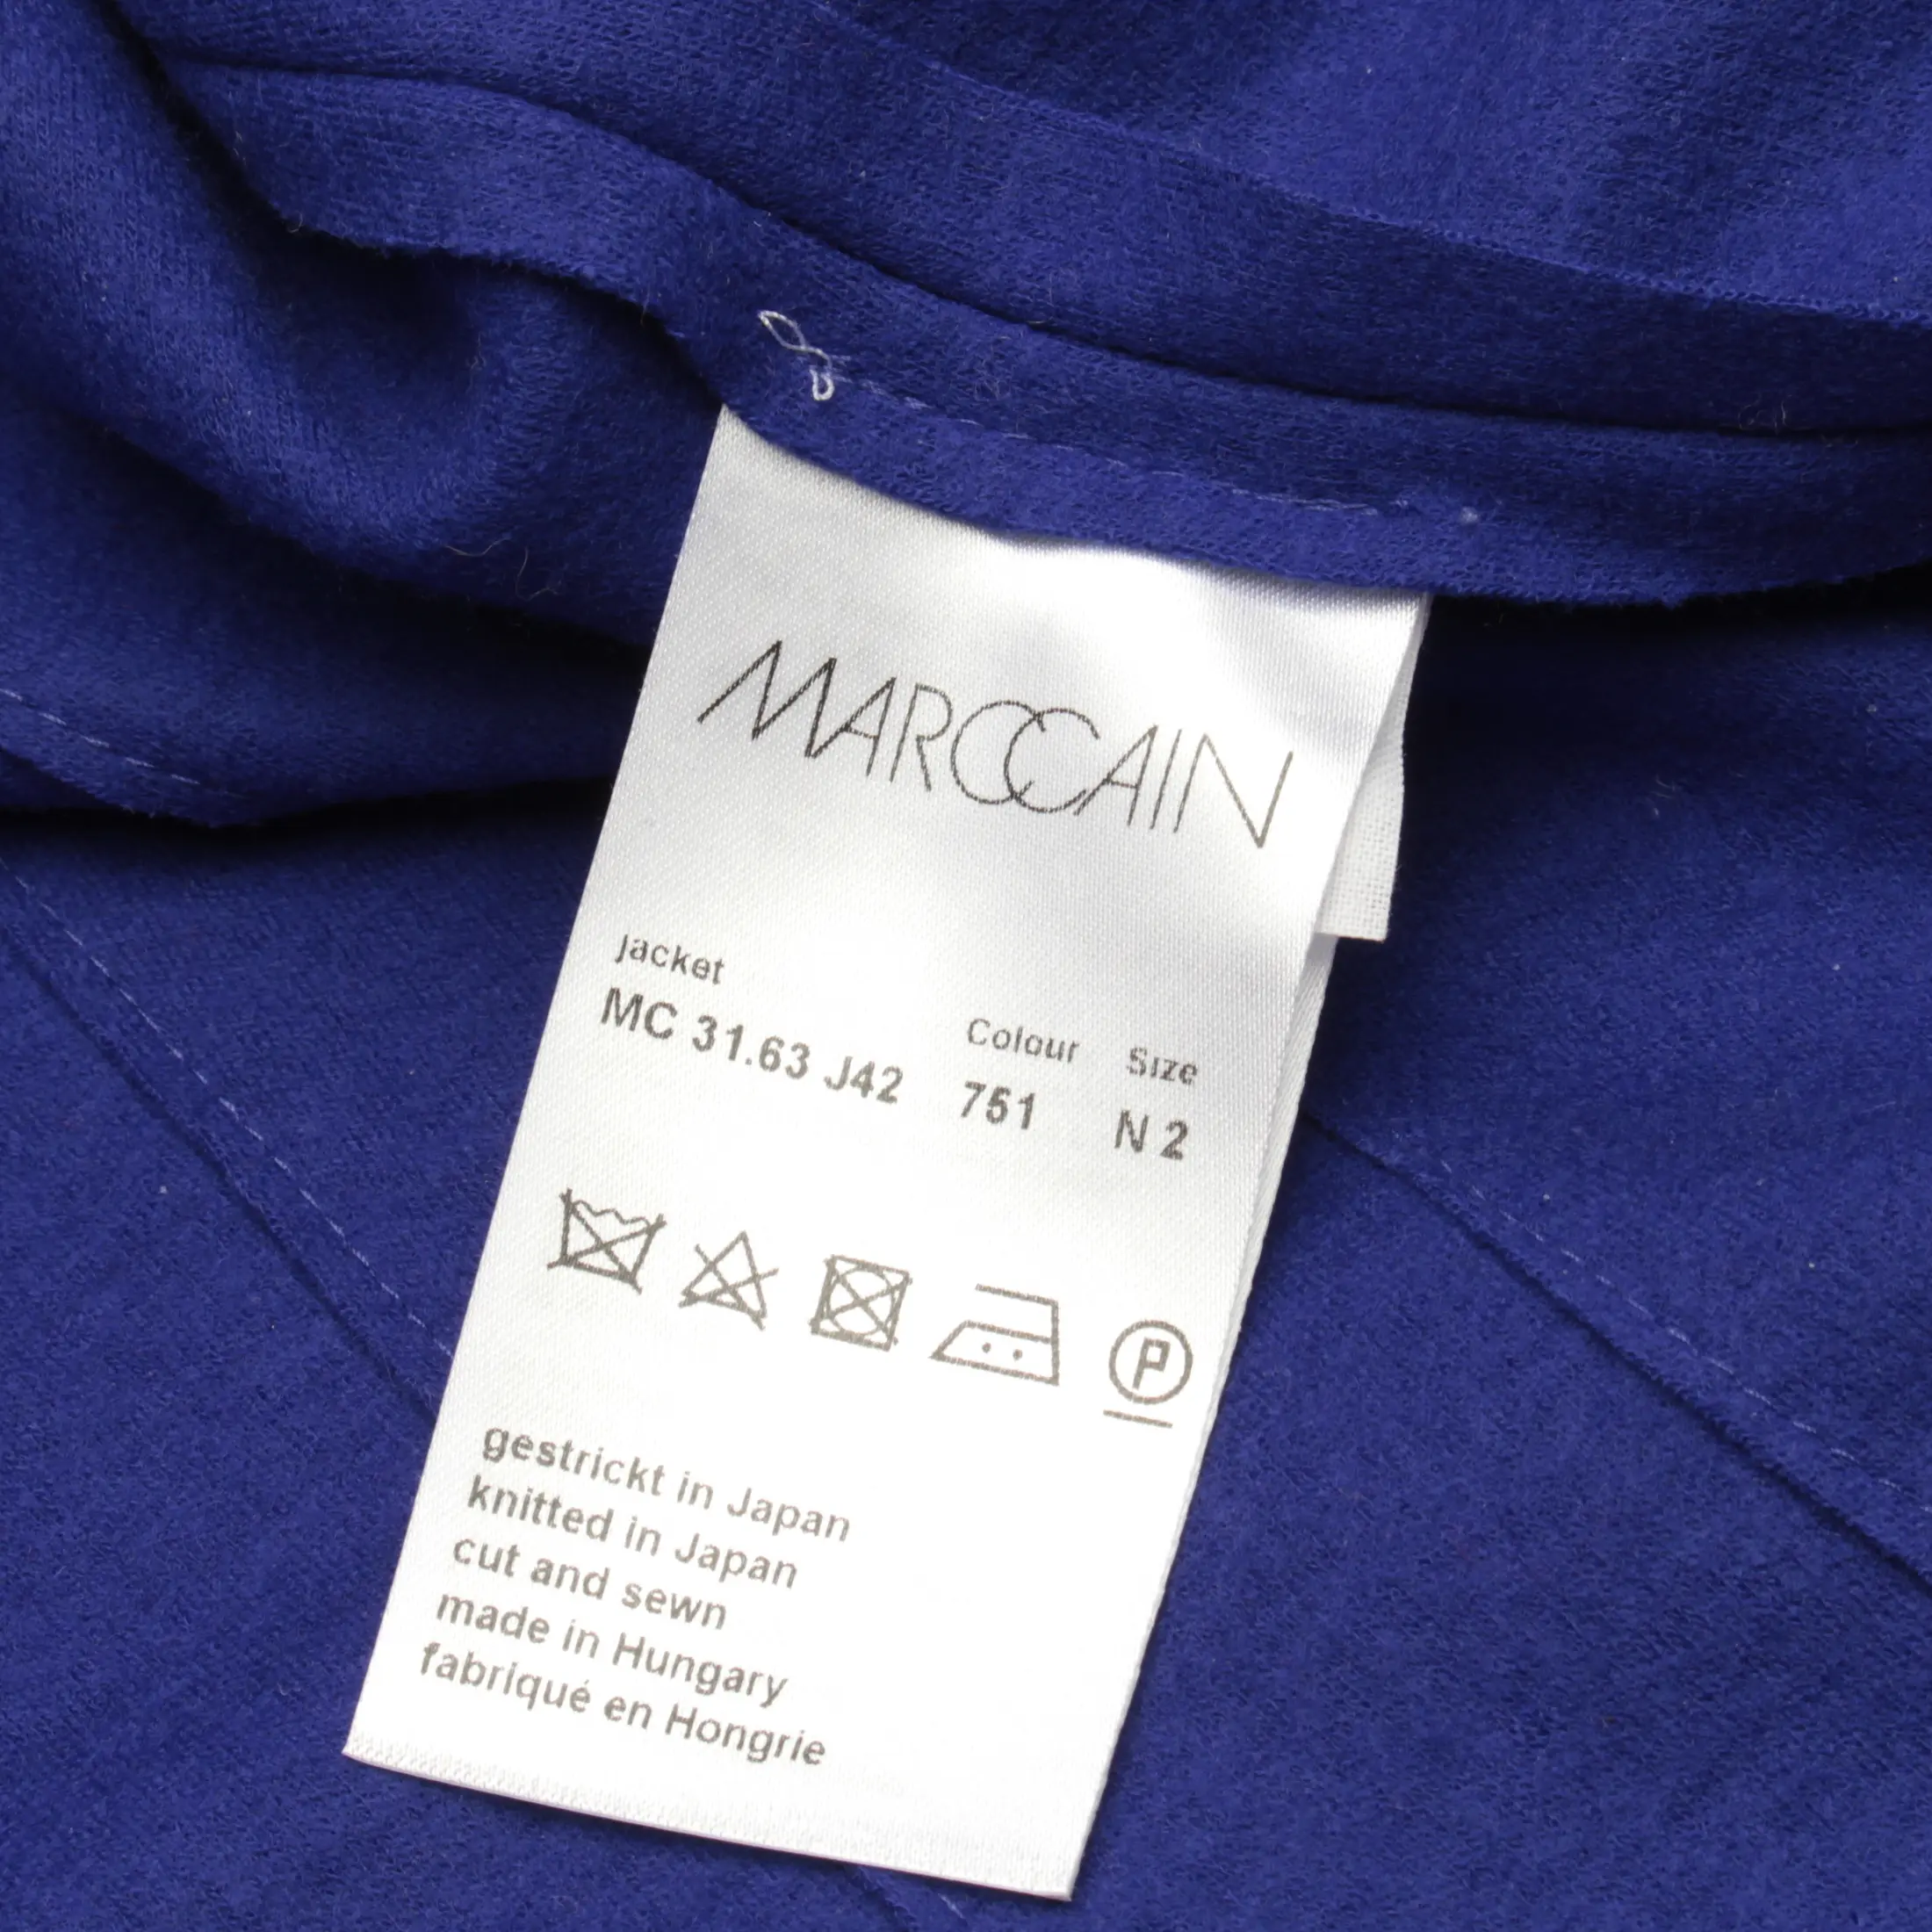 MARCCAIN
jacket
MC 31.63 J42
Colour Size
751 N 2
P
gestrickt in Japan
knitted in Japan
cut and sewn
made in Hungary
fabriqué en Hongrie